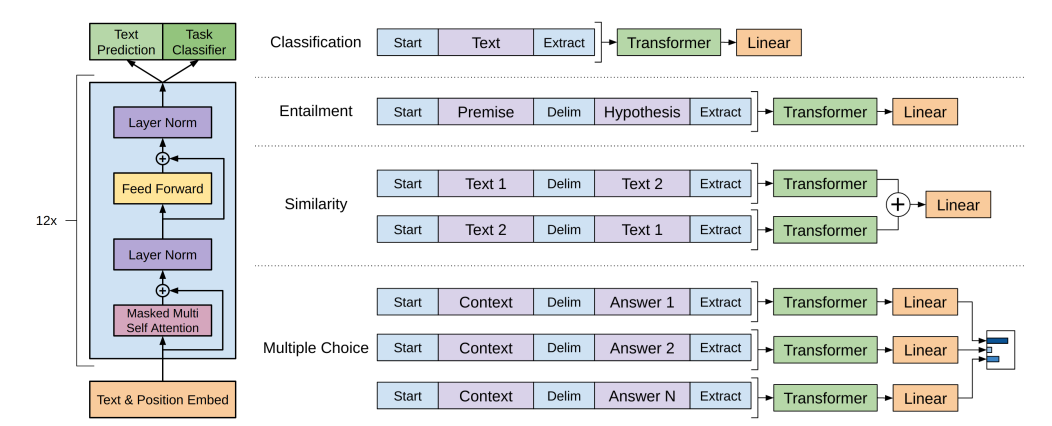 Text
Prediction
Task
Classifier
12x
Layer Norm
+
Feed Forward
Layer Norm
+
Masked Multi
Self Attention
Text & Position Embed
Classification
Start Text Extract Transformer Linear
Entailment
Start Premise Delim Hypothesis Extract Transformer Linear
Similarity
Start Text 1 Delim Text 2 Extract Transformer
+ Linear
Start Text 2 Delim Text 1 Extract Transformer
Multiple Choice
Start Context Delim Answer 1 Extract Transformer Linear
Start Context Delim Answer 2 Extract Transformer Linear
Start Context Delim Answer N Extract Transformer Linear